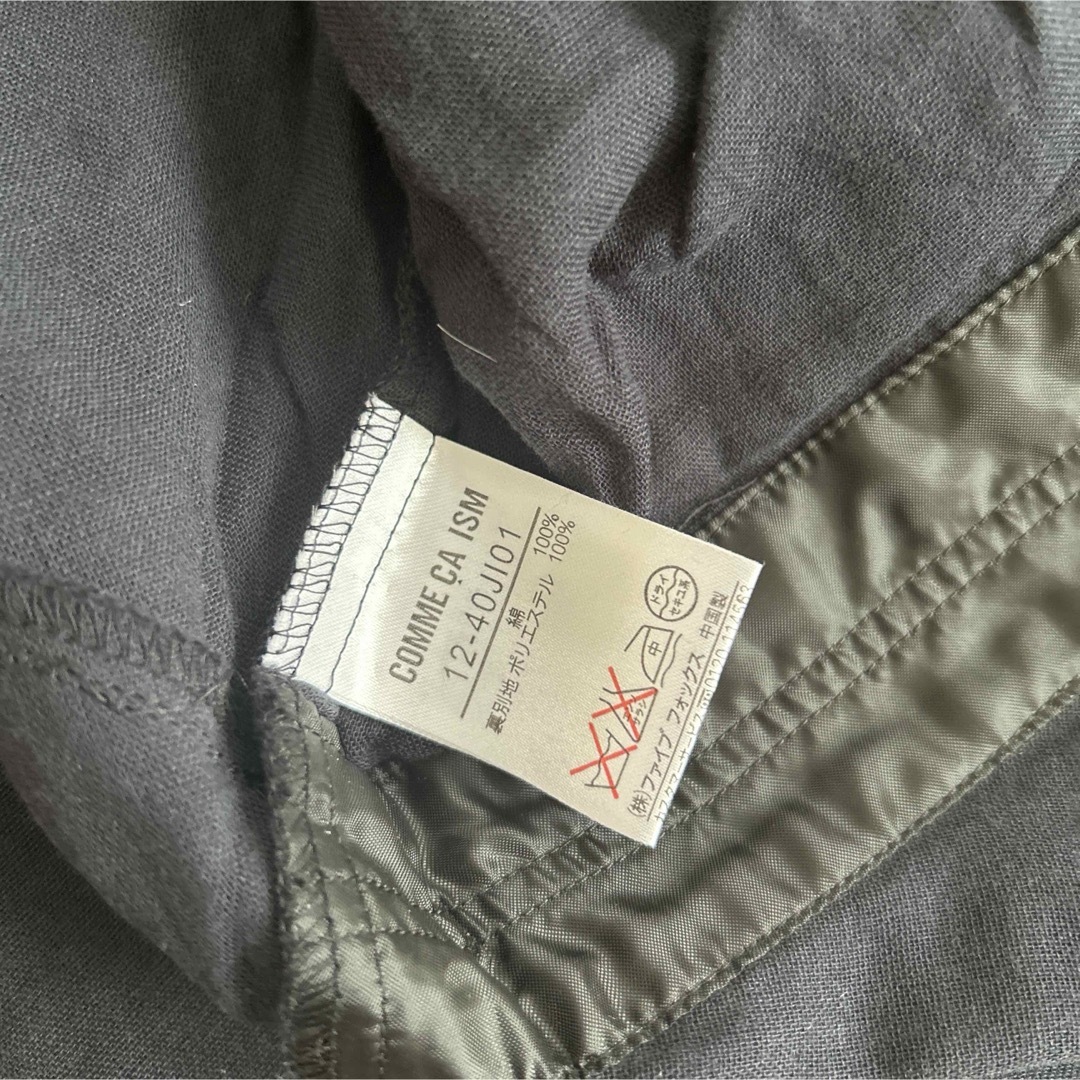 COMME ÇA ISM
12-40JI01
綿 100%
裏別地 ポリエステル 100%
中
ドライ
セキユ系
(株)ファイブ フォックス 中国製